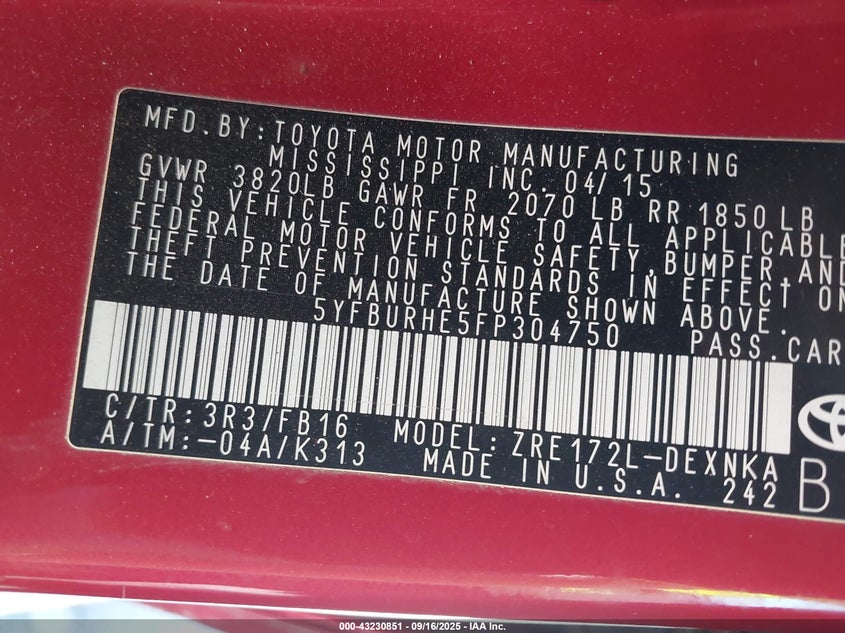 MFD.BY:TOYOTA MOTOR MANUFACTURING
MISSISSIPPI INC. 04/15
GVWR 3820LB GAWR FR 2070 LB RR 1850 LB
THIS VEHICLE CONFORMS TO ALL APPLICABLE
FEDERAL MOTOR VEHICLE SAFETY,BUMPER,AND
THEFT PREVENTION STANDARDS IN EFFECT ON
THE DATE OF MANUFACTURE SHOWN ABOVE.
5YFBURHE5FP304750 PASS.CAR
C/TR:3R3/FB16 MODEL: ZRE172L-DEXNKA
A/TM:-04A/K313 MADE IN U.S.A. 242 B
000-43230851 - 09/16/2025 - IAA Inc.